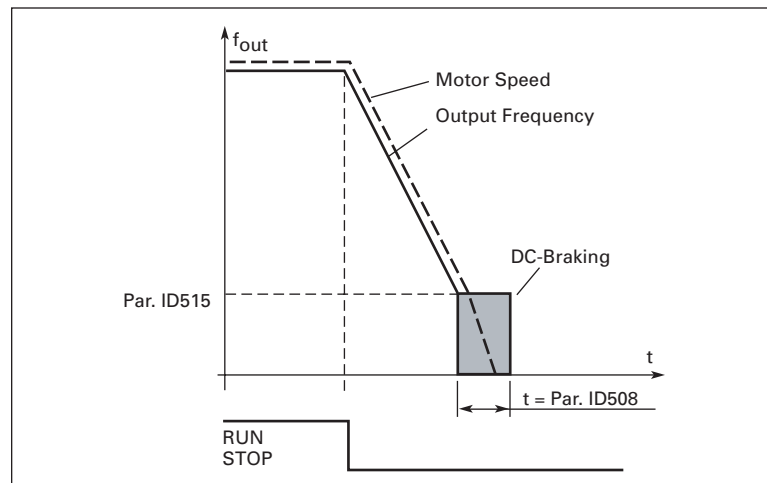 fout
Motor Speed
Output Frequency
DC-Braking
Par. ID515
t
t = Par. ID508
RUN
STOP